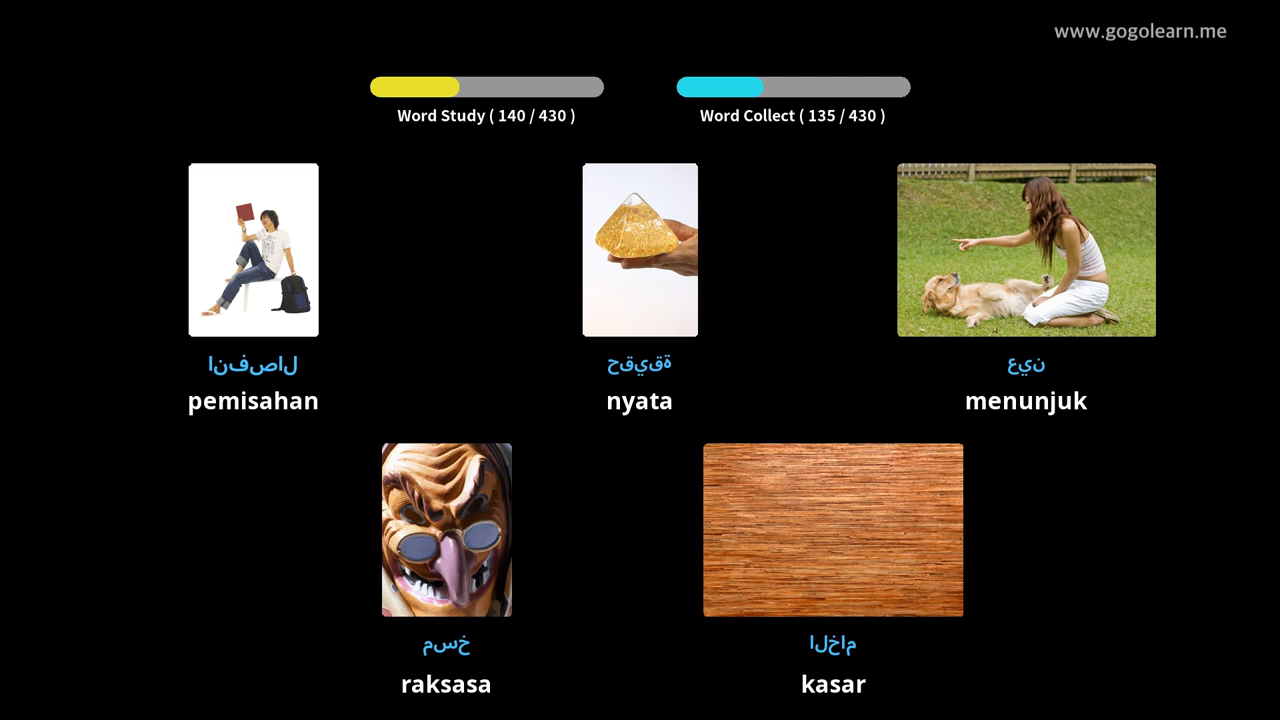 www.gogolearn.me
Word Study ( 140 / 430 )
Word Collect ( 135 / 430 )
انفصال
pemisahan
حقيقة
nyata
عين
menunjuk
مسخ
raksasa
الخام
kasar